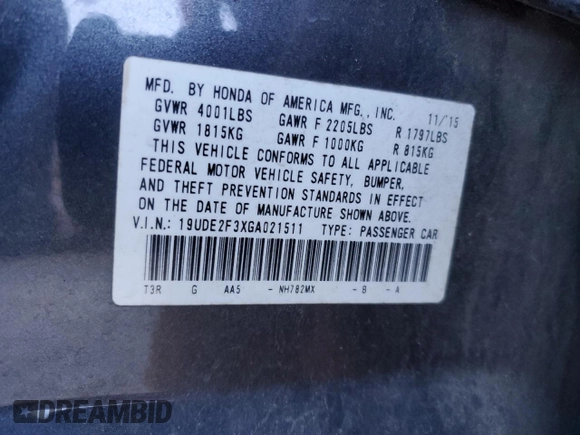 MFD. BY HONDA OF AMERICA MFG., INC. 11/'15
GVWR 4001LBS GAWR F 2205LBS R 1797LBS
GVWR 1815KG GAWR F 1000KG R 815KG
THIS VEHICLE CONFORMS TO ALL APPLICABLE
FEDERAL MOTOR VEHICLE SAFETY, BUMPER,
AND THEFT PREVENTION STANDARDS IN EFFECT
ON THE DATE OF MANUFACTURE SHOWN ABOVE.
V.I.N.: 19UDE2F3XGA021511 TYPE: PASSENGER CAR
T3R G AA5 - NH782MX - B - A
DREAMBID